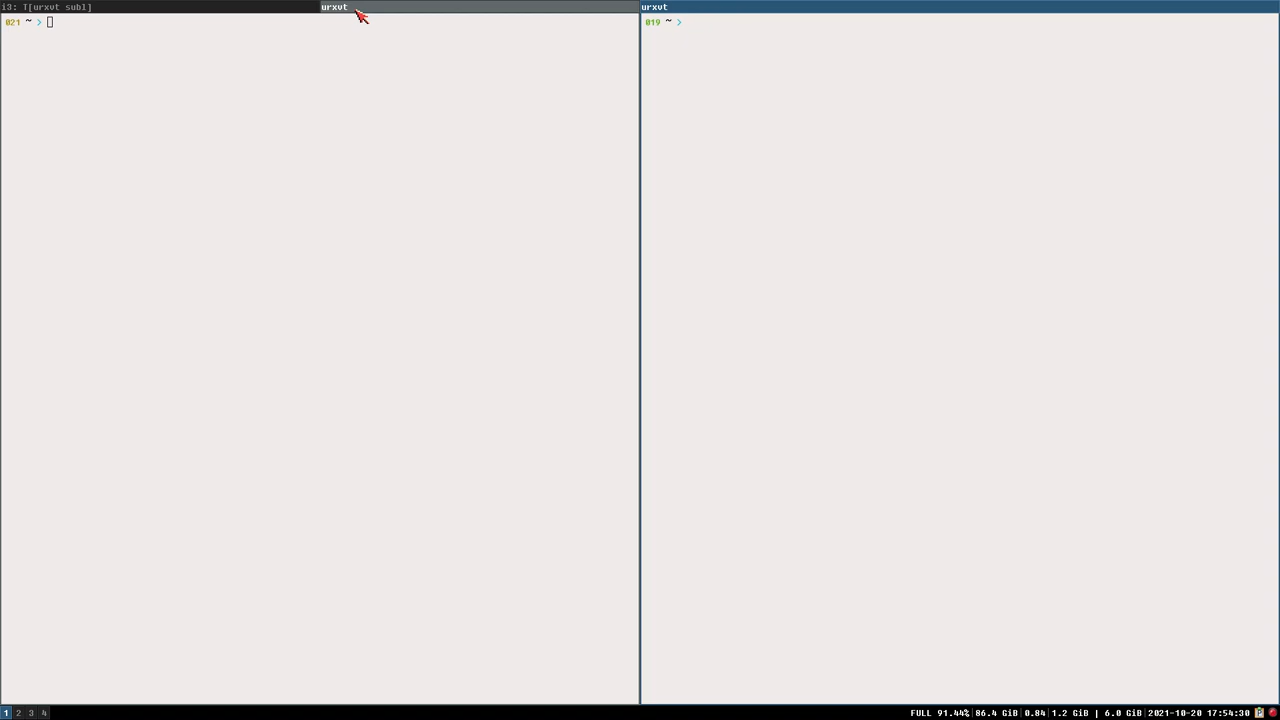 i3: T[urxvt subl]
urxvt
urxvt
021 ~ >
019 ~ >
1 2 3 4
FULL 91.44%|86.4 GiB|0.84|1.2 GiB | 6.0 GiB|2021-10-20 17:54:30